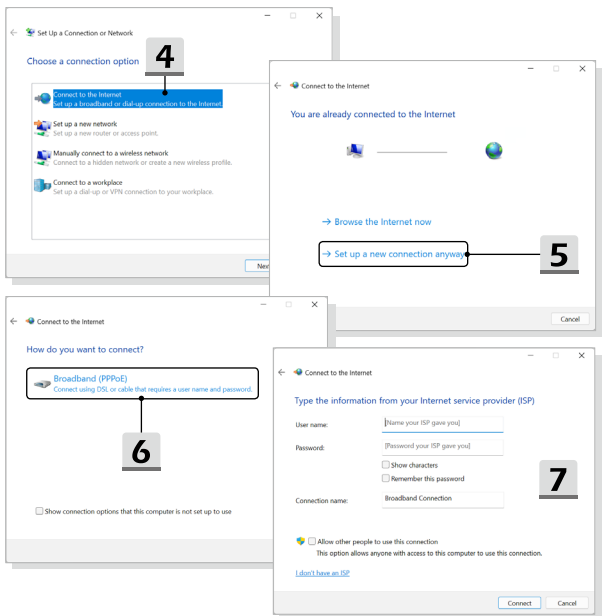 Set Up a Connection or Network
Choose a connection option
4
Connect to the Internet
Set up a broadband or dial-up connection to the Internet.
Set up a new network
Set up a new router or access point.
Manually connect to a wireless network
Connect to a hidden network or create a new wireless profile.
Connect to a workplace
Set up a dial-up or VPN connection to your workplace.
Connect to the Internet
You are already connected to the Internet
→ Browse the Internet now
→ Set up a new connection anyway
5
Cancel
Connect to the Internet
How do you want to connect?
Broadband (PPPoE)
Connect using DSL or cable that requires a user name and password.
6
Show connection options that this computer is not set up to use
Connect to the Internet
Type the information from your Internet service provider (ISP)
User name: [Name your ISP gave you]
Password: [Password your ISP gave you]
Show characters
Remember this password
7
Connection name: Broadband Connection
Allow other people to use this connection
This option allows anyone with access to this computer to use this connection.
I don't have an ISP
Connect Cancel